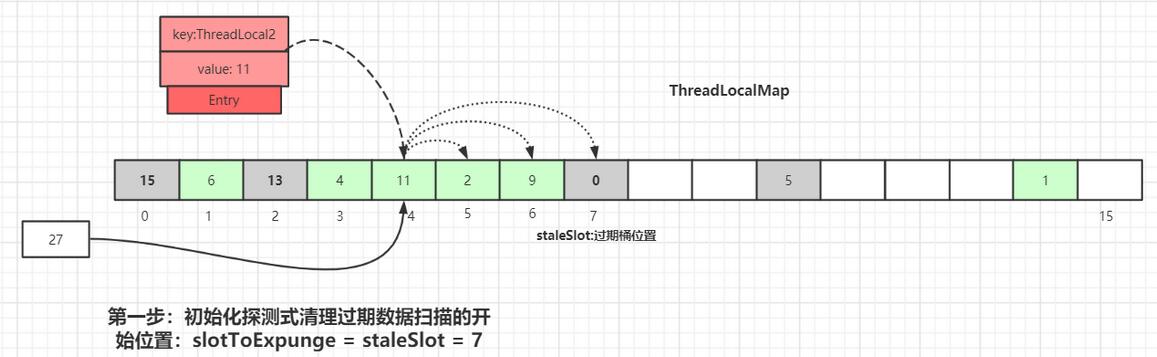 key:ThreadLocal2
value: 11
Entry
ThreadLocalMap
15 6 13 4 11 2 9 0 5 1
0 1 2 3 4 5 6 7 15
27
staleSlot:过期桶位置
第一步：初始化探测式清理过期数据扫描的开
始位置：slotToExpunge = staleSlot = 7